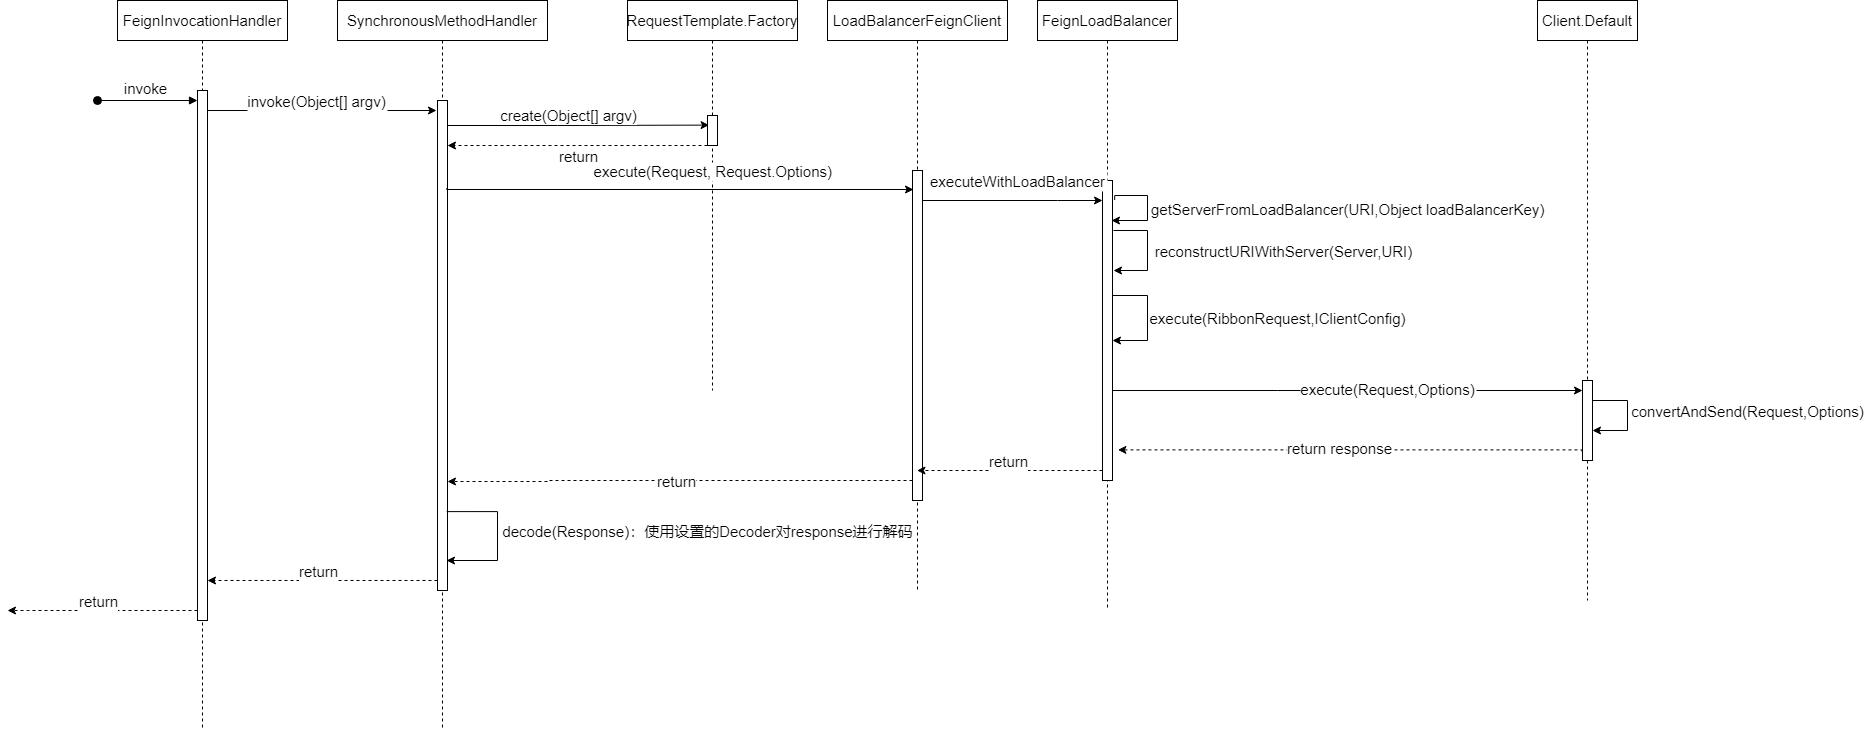 FeignInvocationHandler
SynchronousMethodHandler
RequestTemplate.Factory
LoadBalancerFeignClient
FeignLoadBalancer
Client.Default
invoke
invoke(Object[] argv)
create(Object[] argv)
return
execute(Request, Request.Options)
executeWithLoadBalancer
getServerFromLoadBalancer(URI,Object loadBalancerKey)
reconstructURIWithServer(Server,URI)
execute(RibbonRequest,IClientConfig)
execute(Request,Options)
convertAndSend(Request,Options)
return response
return
return
decode(Response)：使用设置的Decoder对response进行解码
return
return